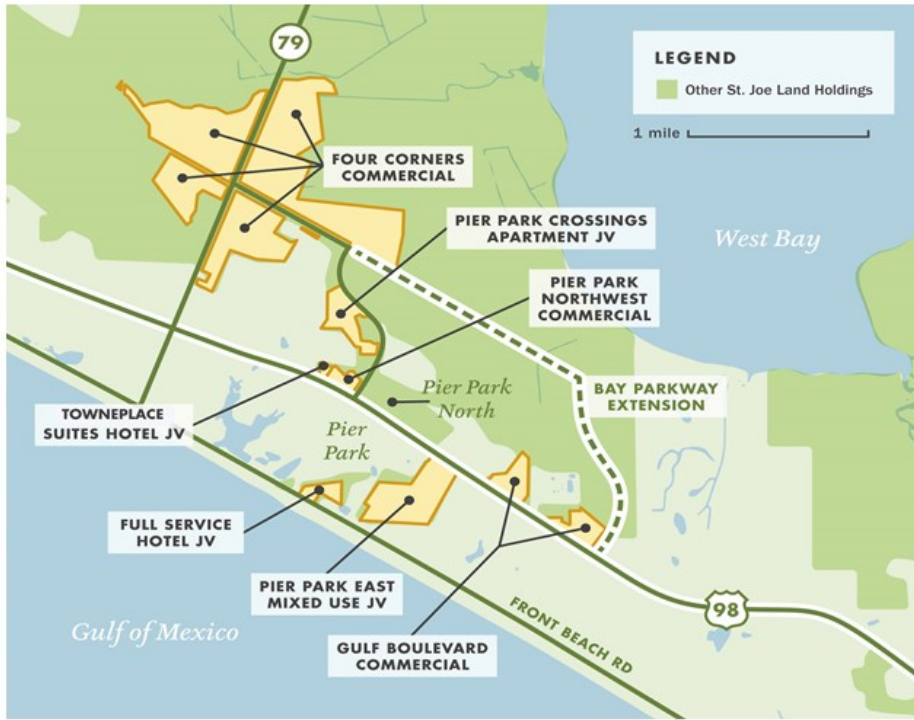 79
LEGEND
Other St. Joe Land Holdings
1 mile
FOUR CORNERS
COMMERCIAL
PIER PARK CROSSINGS
APARTMENT JV
West Bay
PIER PARK
NORTHWEST
COMMERCIAL
Pier Park
North
BAY PARKWAY
EXTENSION
TOWNEPLACE
SUITES HOTEL JV
Pier
Park
FULL SERVICE
HOTEL JV
PIER PARK EAST
MIXED USE JV
GULF BOULEVARD
COMMERCIAL
FRONT BEACH RD
98
Gulf of Mexico